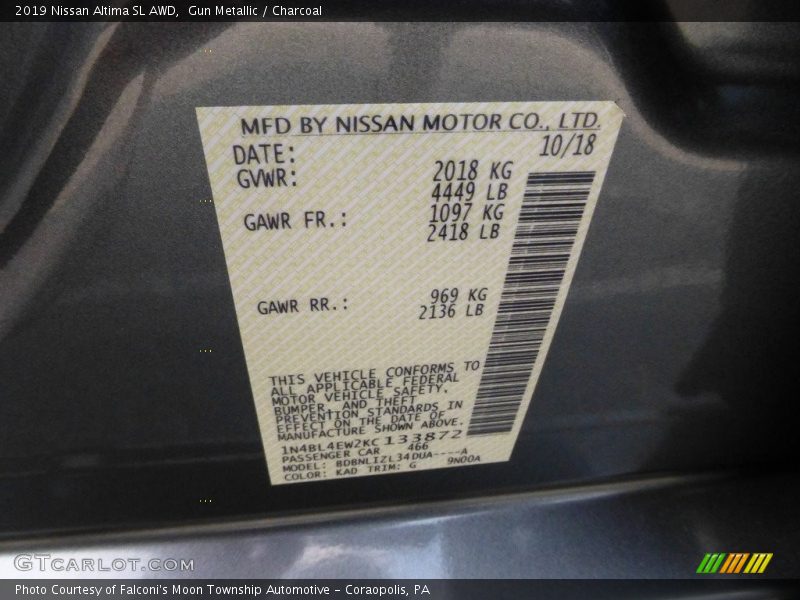 2019 Nissan Altima SL AWD,  Gun Metallic / Charcoal
MFD BY NISSAN MOTOR CO., LTD.
DATE: 10/18
GVWR: 2018 KG
4449 LB
GAWR FR.: 1097 KG
2418 LB
GAWR RR.: 969 KG
2136 LB
THIS VEHICLE CONFORMS TO
ALL APPLICABLE FEDERAL
MOTOR VEHICLE SAFETY,
BUMPER, AND THEFT
PREVENTION STANDARDS IN
EFFECT ON THE DATE OF
MANUFACTURE SHOWN ABOVE.
1N4BL4EW2KC133872
PASSENGER CAR 466
MODEL: BDBNLIZL34DUA----A
COLOR: KAD TRIM: G 9N00A
GTCARLOT.COM
Photo Courtesy of Falconi's Moon Township Automotive – Coraopolis, PA